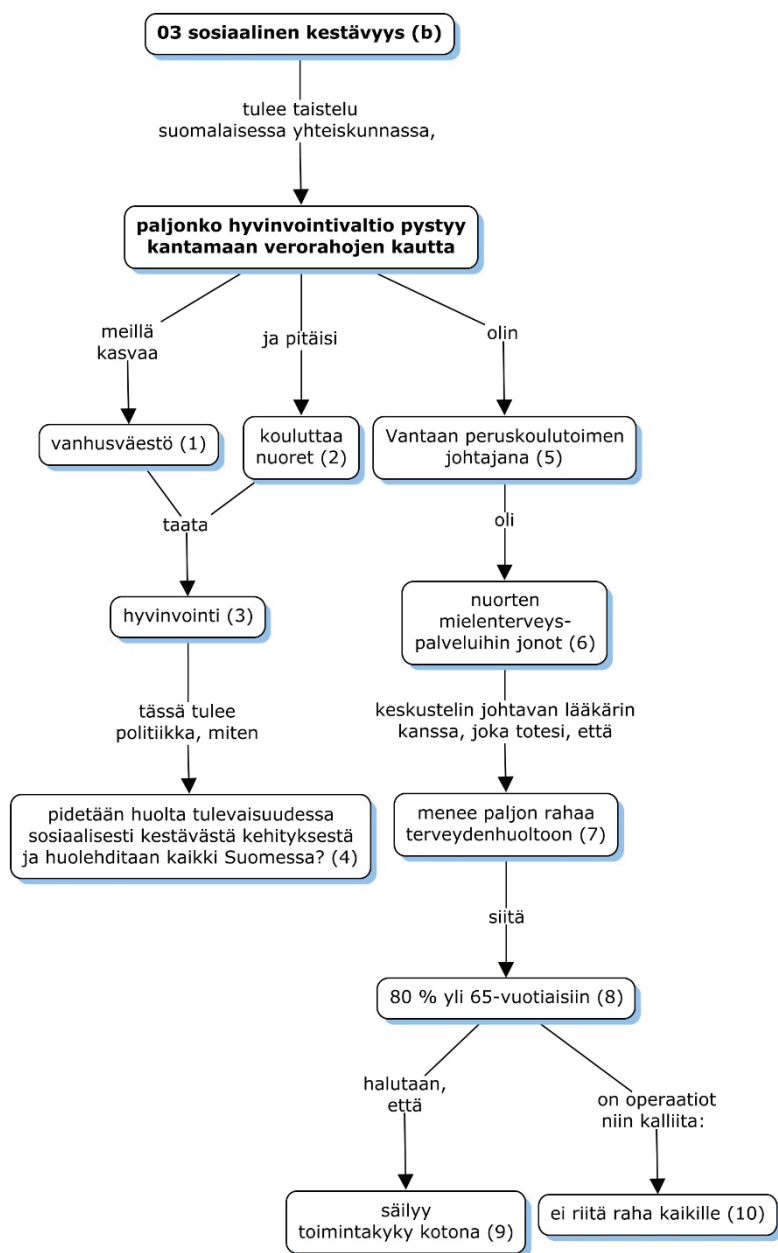 03 sosiaalinen kestävyys (b)
tulee taistelu
suomalaisessa yhteiskunnassa,
paljonko hyvinvointivaltio pystyy
kantamaan verorahojen kautta
meillä
kasvaa
ja pitäisi
olin
vanhusväestö (1)
kouluttaa
nuoret (2)
Vantaan peruskoulutoimen
johtajana (5)
taata
oli
hyvinvointi (3)
nuorten
mielenterveys-
palveluihin jonot (6)
tässä tulee
politiikka, miten
keskustelin johtavan lääkärin
kanssa, joka totesi, että
pidetään huolta tulevaisuudessa
sosiaalisesti kestävästä kehityksestä
ja huolehditaan kaikki Suomessa? (4)
menee paljon rahaa
terveydenhuoltoon (7)
siitä
80 % yli 65-vuotiaisiin (8)
halutaan,
että
on operaatiot
niin kalliita:
säilyy
toimintakyky kotona (9)
ei riitä raha kaikille (10)